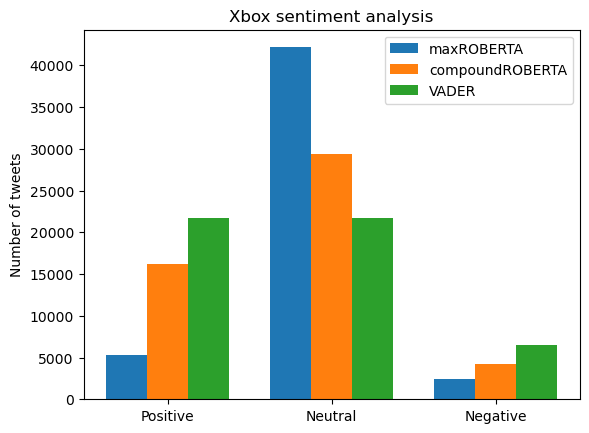 Xbox sentiment analysis
maxROBERTA
compoundROBERTA
VADER
Number of tweets
40000
35000
30000
25000
20000
15000
10000
5000
0
Positive Neutral Negative